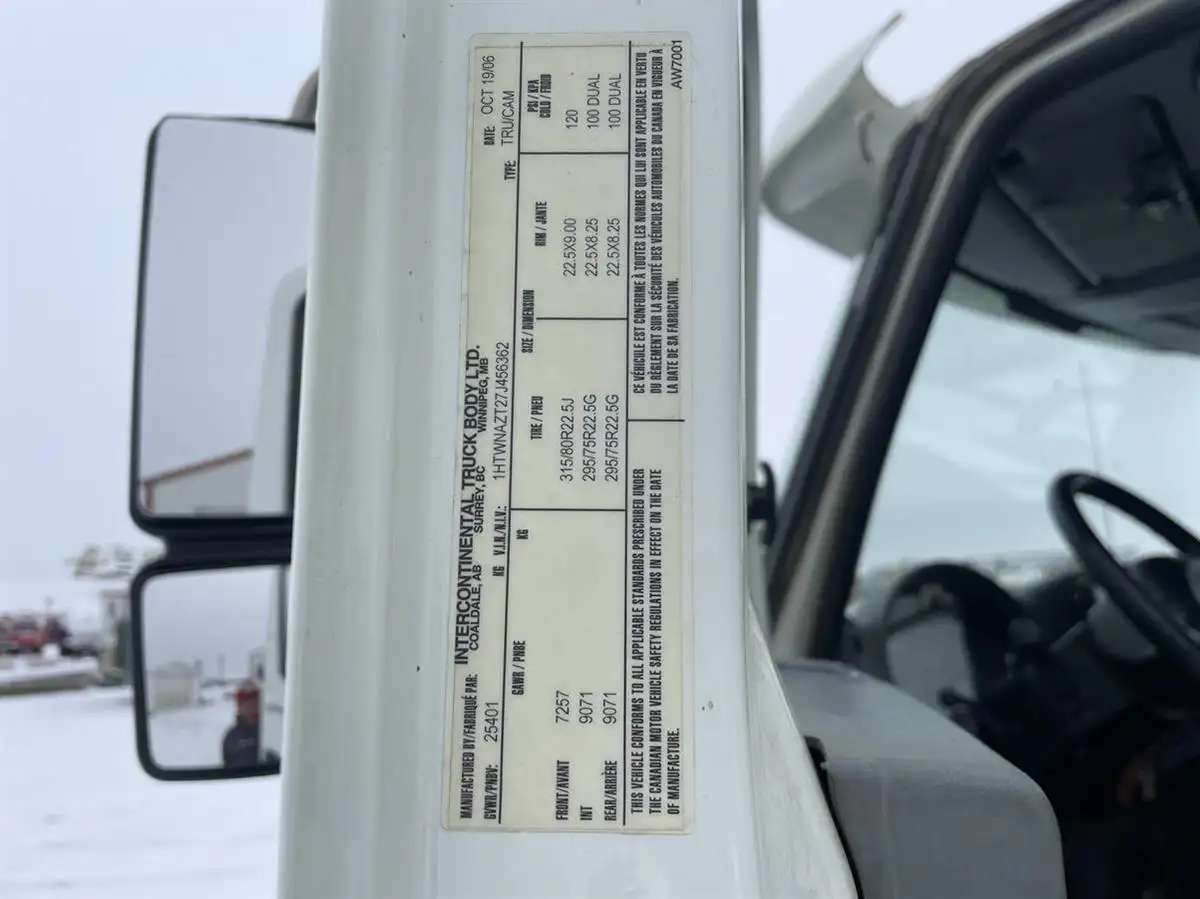 MANUFACTURED BY/FABRIQUÉ PAR: INTERCONTINENTAL TRUCK BODY LTD. DATE: OCT 19/06
COALDALE, AB SURREY, BC WINNIPEG, MB
GVWR/PNBV: 25401 KG V.I.N./N.I.V.: 1HTWNAZT27J456362 TYPE: TRU/CAM
GAWR / PNBE KG TIRE / PNEU SIZE / DIMENSION RIM / JANTE PSI / KPA
COLD / FROID
FRONT/AVANT 7257 315/80R22.5J 22.5X9.00 120
INT 9071 295/75R22.5G 22.5X8.25 100 DUAL
REAR/ARRIÈRE 9071 295/75R22.5G 22.5X8.25 100 DUAL
THIS VEHICLE CONFORMS TO ALL APPLICABLE STANDARDS PRESCRIBED UNDER
THE CANADIAN MOTOR VEHICLE SAFETY REGULATIONS IN EFFECT ON THE DATE
OF MANUFACTURE.
CE VÉHICULE EST CONFORME À TOUTES LES NORMES QUI LUI SONT APPLICABLE EN VERTU
DU RÈGLEMENT SUR LA SÉCURITÉ DES VÉHICULES AUTOMOBILES DU CANADA EN VIGUEUR À
LA DATE DE SA FABRICATION.
AW7001